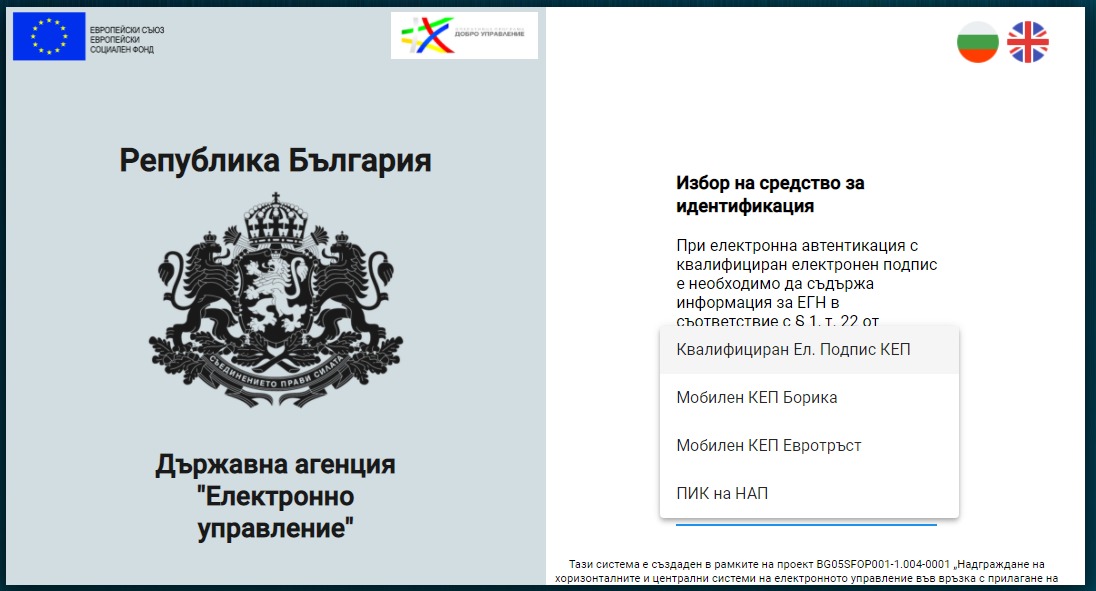 ЕВРОПЕЙСКИ СЪЮЗ
ЕВРОПЕЙСКИ
СОЦИАЛЕН ФОНД
ДОБРО УПРАВЛЕНИЕ
Република България
СЪЕДИНЕНИЕТО ПРАВИ СИЛАТА
Държавна агенция
"Електронно
управление"
Избор на средство за
идентификация
При електронна автентикация с
квалифициран електронен подпис
е необходимо да съдържа
информация за ЕГН в
съответствие с § 1, т. 22 от
Квалифициран Ел. Подпис КЕП
Мобилен КЕП Борика
Мобилен КЕП Евротръст
ПИК на НАП
Тази система е създаден в рамките на проект BG05SFOP001-1.004-0001 „Надграждане на
хоризонталните и централни системи на електронното управление във връзка с прилагане на